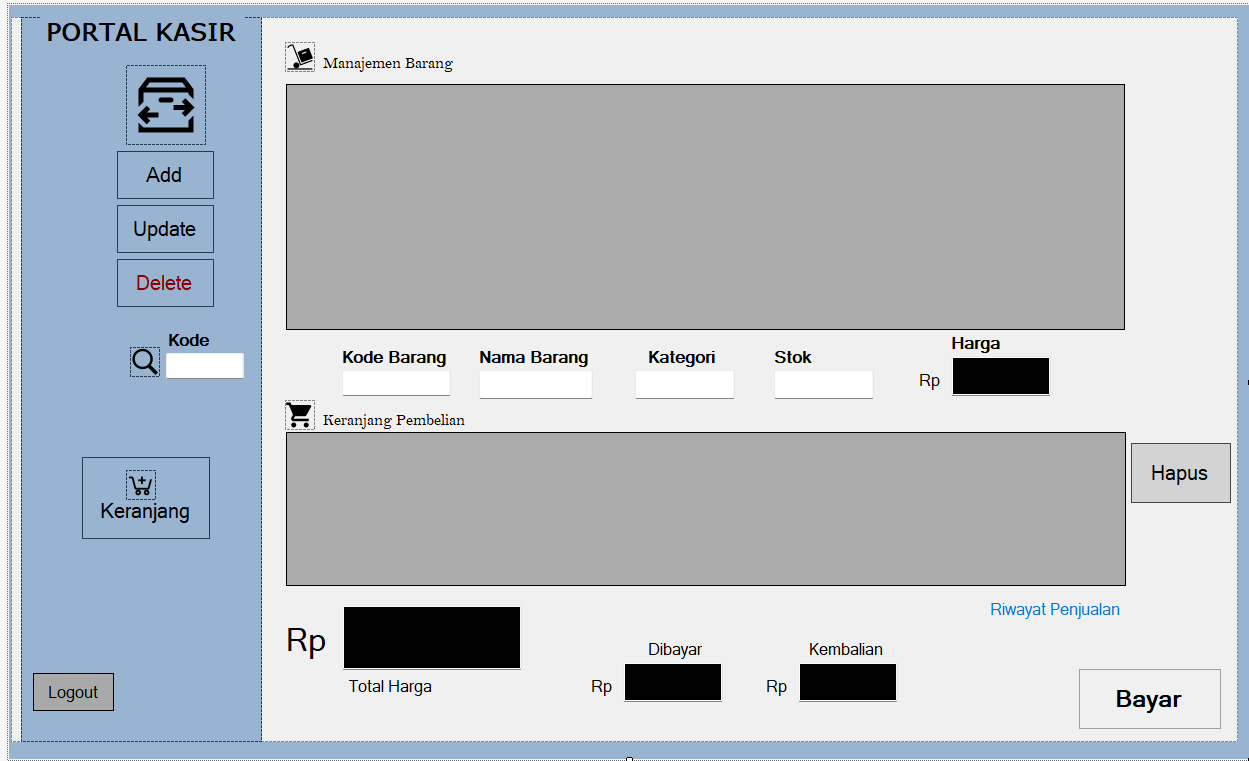 PORTAL KASIR
Add
Update
Delete
Kode
Keranjang
Logout
Manajemen Barang
Kode Barang
Nama Barang
Kategori
Stok
Harga
Rp
Keranjang Pembelian
Hapus
Riwayat Penjualan
Rp
Total Harga
Dibayar
Rp
Kembalian
Rp
Bayar